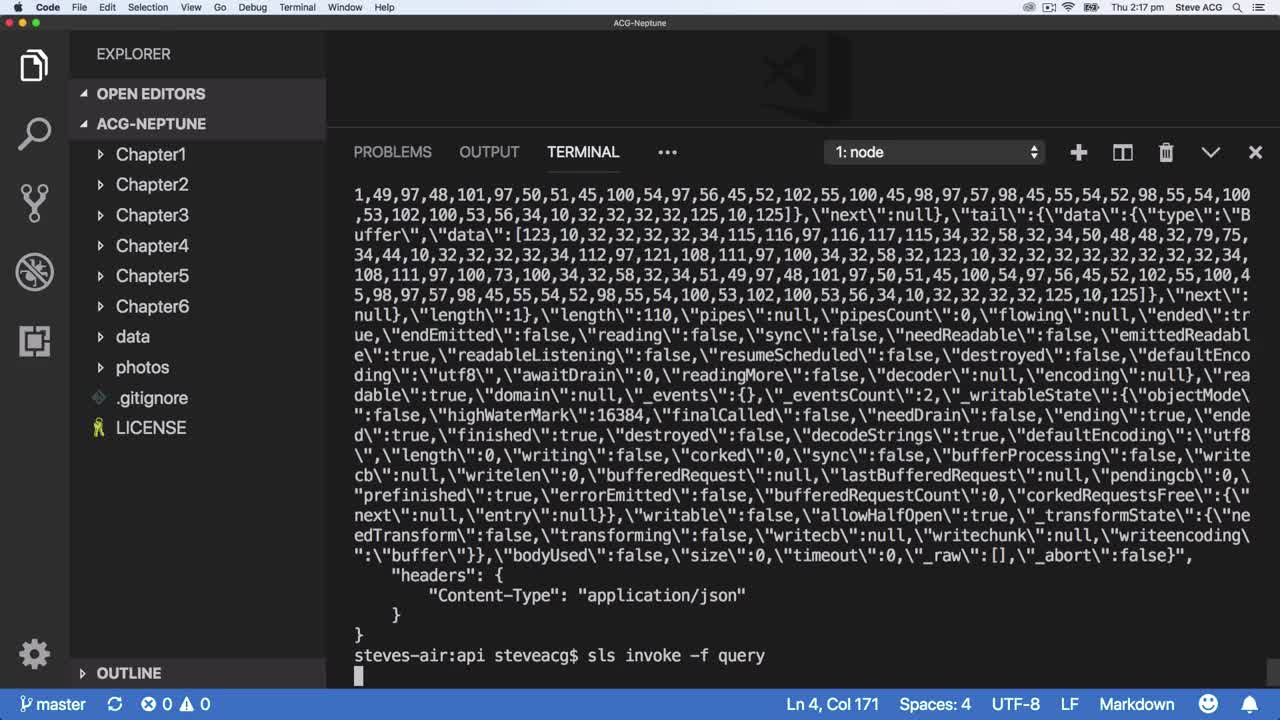 Code File Edit Selection View Go Debug Terminal Window Help
Thu 2:17 pm Steve ACG
ACG-Neptune
EXPLORER
OPEN EDITORS
ACG-NEPTUNE
Chapter1
Chapter2
Chapter3
Chapter4
Chapter5
Chapter6
data
photos
.gitignore
LICENSE
OUTLINE
PROBLEMS OUTPUT TERMINAL ••• 1: node
1,49,97,48,101,97,50,51,45,100,54,97,56,45,52,102,55,100,45,98,97,57,98,45,55,54,52,98,55,54,100
,53,102,100,53,56,34,10,32,32,32,32,125,10,125]},\"next\":null},\"tail\":{\"data\":{\"type\":\"B
uffer\",\"data\":[123,10,32,32,32,32,34,115,116,97,116,117,115,34,32,58,32,34,50,48,48,32,79,75,
34,44,10,32,32,32,32,34,112,97,121,108,111,97,100,34,32,58,32,123,10,32,32,32,32,32,32,32,32,34,
108,111,97,100,73,100,34,32,58,32,34,51,49,97,48,101,97,50,51,45,100,54,97,56,45,52,102,55,100,4
5,98,97,57,98,45,55,54,52,98,55,54,100,53,102,100,53,56,34,10,32,32,32,32,125,10,125]},\"next\":
null},\"length\":1},\"length\":110,\"pipes\":null,\"pipesCount\":0,\"flowing\":null,\"ended\":tr
ue,\"endEmitted\":false,\"reading\":false,\"sync\":false,\"needReadable\":false,\"emittedReadabl
e\":true,\"readableListening\":false,\"resumeScheduled\":false,\"destroyed\":false,\"defaultEnco
ding\":\"utf8\",\"awaitDrain\":0,\"readingMore\":false,\"decoder\":null,\"encoding\":null},\"rea
dable\":true,\"domain\":null,\"_events\":{},\"_eventsCount\":2,\"_writableState\":{\"objectMode\
":false,\"highWaterMark\":16384,\"finalCalled\":false,\"needDrain\":false,\"ending\":true,\"ende
d\":true,\"finished\":true,\"destroyed\":false,\"decodeStrings\":true,\"defaultEncoding\":\"utf8
\",\"length\":0,\"writing\":false,\"corked\":0,\"sync\":false,\"bufferProcessing\":false,\"write
cb\":null,\"writelen\":0,\"bufferedRequest\":null,\"lastBufferedRequest\":null,\"pendingcb\":0,\
"prefinished\":true,\"errorEmitted\":false,\"bufferedRequestCount\":0,\"corkedRequestsFree\":{\"
next\":null,\"entry\":null}},\"writable\":false,\"allowHalfOpen\":true,\"_transformState\":{\"ne
edTransform\":false,\"transforming\":false,\"writecb\":null,\"writechunk\":null,\"writeencoding\
":\"buffer\"}},\"bodyUsed\":false,\"size\":0,\"timeout\":0,\"_raw\":[],\"_abort\":false}",
"headers": {
"Content-Type": "application/json"
}
}
steves-air:api steveacg$ sls invoke -f query
master 0 0 Ln 4, Col 171 Spaces: 4 UTF-8 LF Markdown